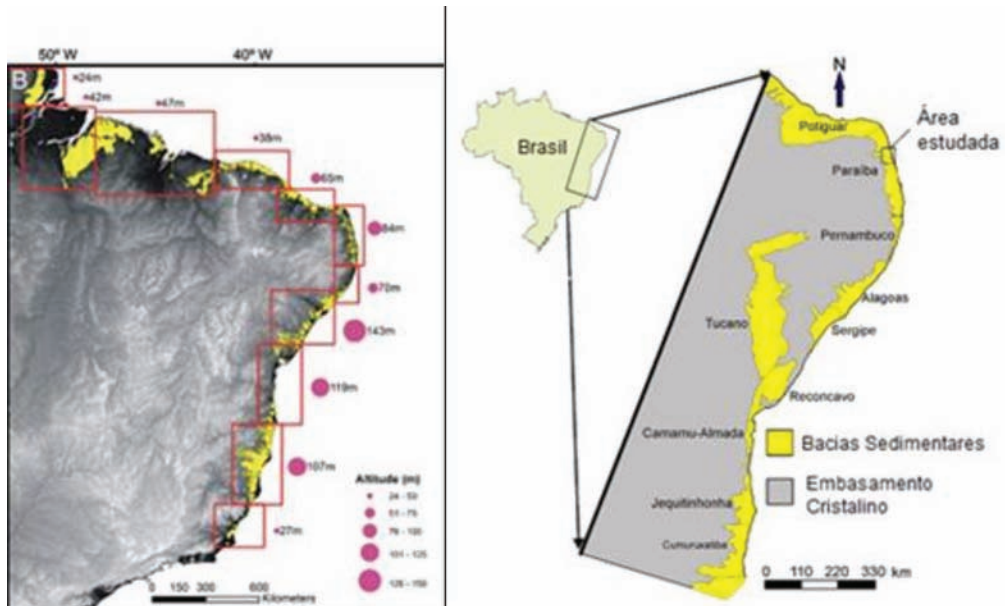 50º W
40º W
B
24m
42m
47m
38m
65m
84m
70m
143m
119m
107m
27m
Altitude (m)
24 - 50
51 - 75
76 - 100
101 - 125
126 - 150
0 150 300 600
Kilometers
N
Brasil
Potiguar
Área
estudada
Paraíba
Pernambuco
Alagoas
Tucano
Sergipe
Reconcavo
Camamu-Almada
Bacias Sedimentares
Jequitinhonha
Embasamento
Cristalino
Cumuruxatiba
0 110 220 330 km